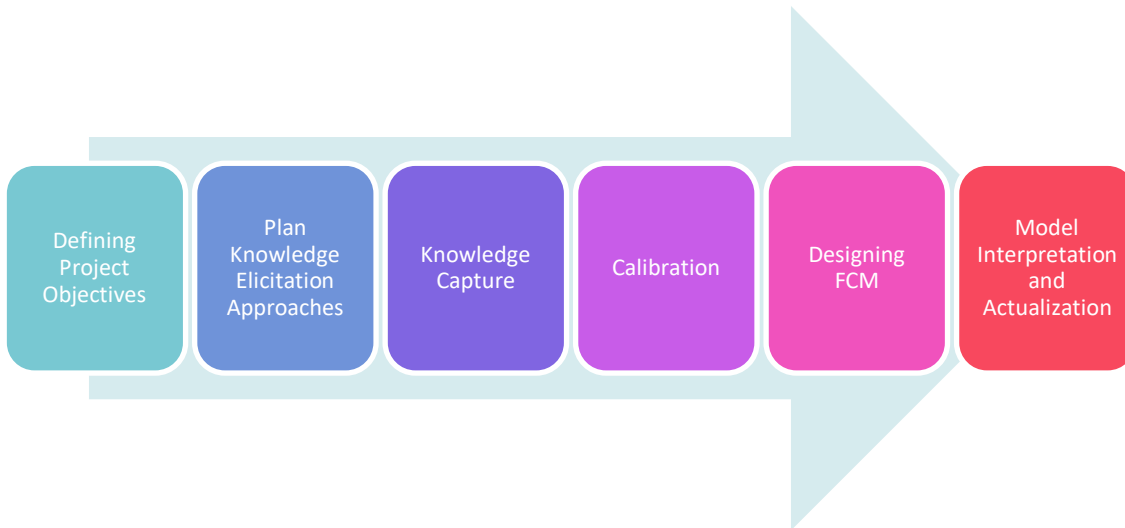 Defining
Project
Objectives
Plan
Knowledge
Elicitation
Approaches
Knowledge
Capture
Calibration
Designing
FCM
Model
Interpretation
and
Actualization